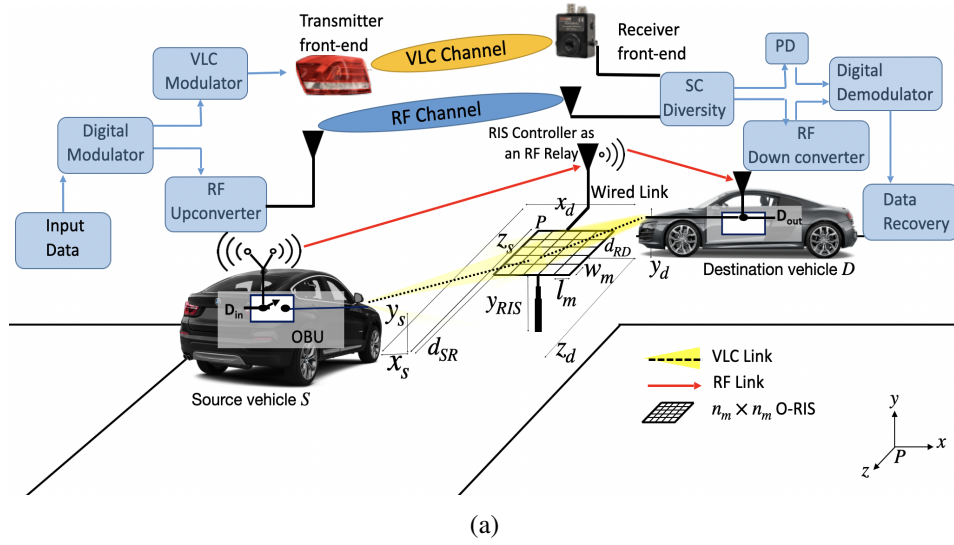 Transmitter
front-end
VLC Channel
Receiver
front-end
VLC
Modulator
PD
Digital
Demodulator
SC
Diversity
RF Channel
Digital
Modulator
RIS Controller as
an RF Relay
RF
Down converter
RF
Upconverter
Wired Link
Input
Data
Data
Recovery
x_d
P
z_s
d_RD
w_m
l_m
D_out
y_d
Destination vehicle D
D_in
OBU
y_s
x_s
d_SR
y_RIS
z_d
Source vehicle S
VLC Link
RF Link
n_m × n_m O-RIS
y
x
z
P
(a)